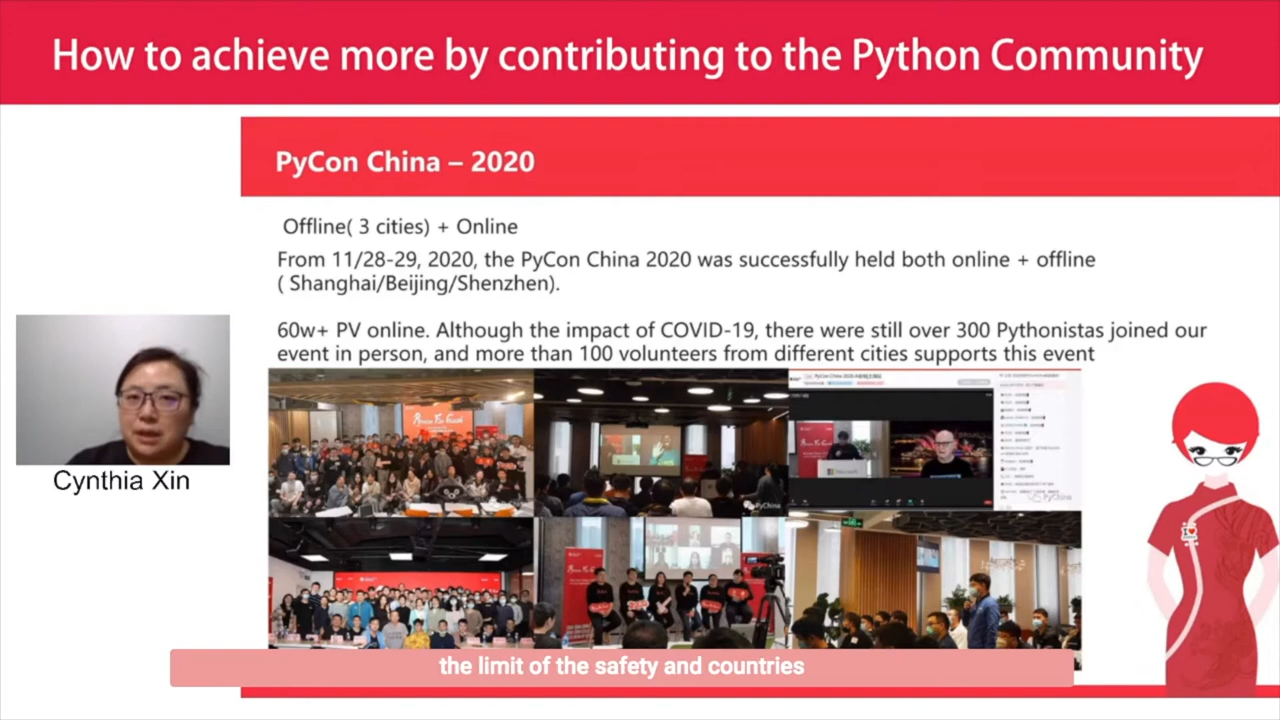 How to achieve more by contributing to the Python Community
PyCon China – 2020
Offline( 3 cities) + Online
From 11/28-29, 2020, the PyCon China 2020 was successfully held both online + offline
( Shanghai/Beijing/Shenzhen).
60w+ PV online. Although the impact of COVID-19, there were still over 300 Pythonistas joined our
event in person, and more than 100 volunteers from different cities supports this event
Cynthia Xin
PyChina
Microsoft
PyChina
the limit of the safety and countries